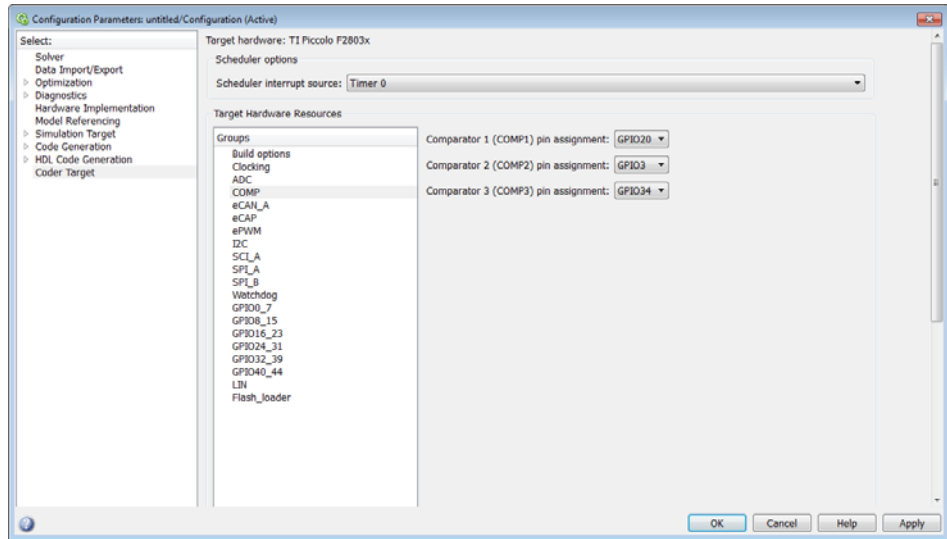 Configuration Parameters: untitled/Configuration (Active)
Select:
Solver
Data Import/Export
Optimization
Diagnostics
Hardware Implementation
Model Referencing
Simulation Target
Code Generation
HDL Code Generation
Coder Target
Target hardware: TI Piccolo F2803x
Scheduler options
Scheduler interrupt source: Timer 0
Target Hardware Resources
Groups
Build options
Clocking
ADC
COMP
eCAN_A
eCAP
ePWM
I2C
SCI_A
SPI_A
SPI_B
Watchdog
GPIO0_7
GPIO8_15
GPIO16_23
GPIO24_31
GPIO32_39
GPIO40_44
LIN
Flash_loader
Comparator 1 (COMP1) pin assignment: GPIO20
Comparator 2 (COMP2) pin assignment: GPIO3
Comparator 3 (COMP3) pin assignment: GPIO34
OK Cancel Help Apply